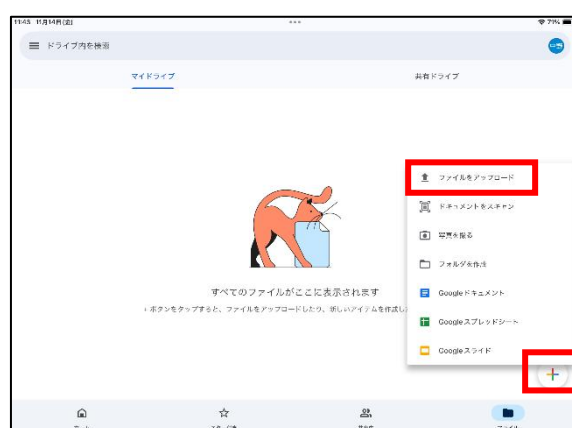 11:45 11月14日(金)
71%
ドライブ内を検索
マイドライブ
共有ドライブ
ファイルをアップロード
ドキュメントをスキャン
写真を撮る
フォルダを作成
Google ドキュメント
Google スプレッドシート
Google スライド
すべてのファイルがここに表示されます
+ ボタンをタップすると、ファイルをアップロードしたり、新しいアイテムを作成し